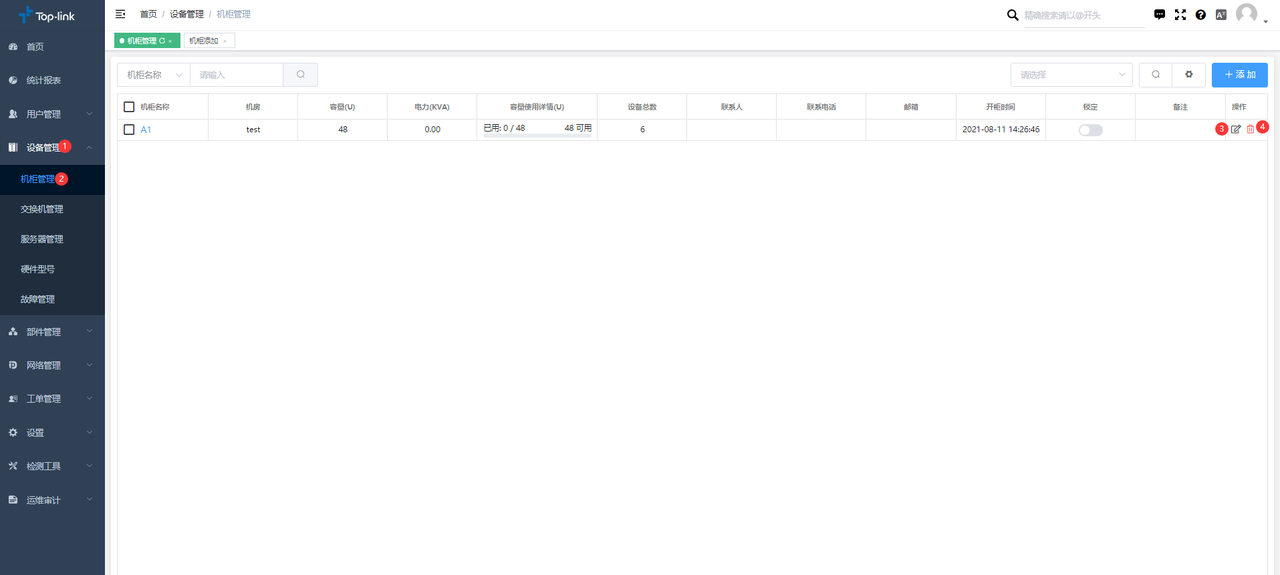 Top-link
首页 / 设备管理 / 机柜管理
精确搜索请以@开头
机柜管理
机柜添加
首页
统计报表
用户管理
设备管理 1
机柜管理 2
交换机管理
服务器管理
硬件型号
故障管理
部件管理
网络管理
工单管理
设置
检测工具
运维审计
机柜名称 请输入 请选择 + 添加
机柜名称 机房 容量(U) 电力(KVA) 容量使用详情(U) 设备总数 联系人 联系电话 邮箱 开柜时间 锁定 备注 操作
A1 test 48 0.00 已用: 0 / 48 48 可用 6 2021-08-11 14:26:46 3 4